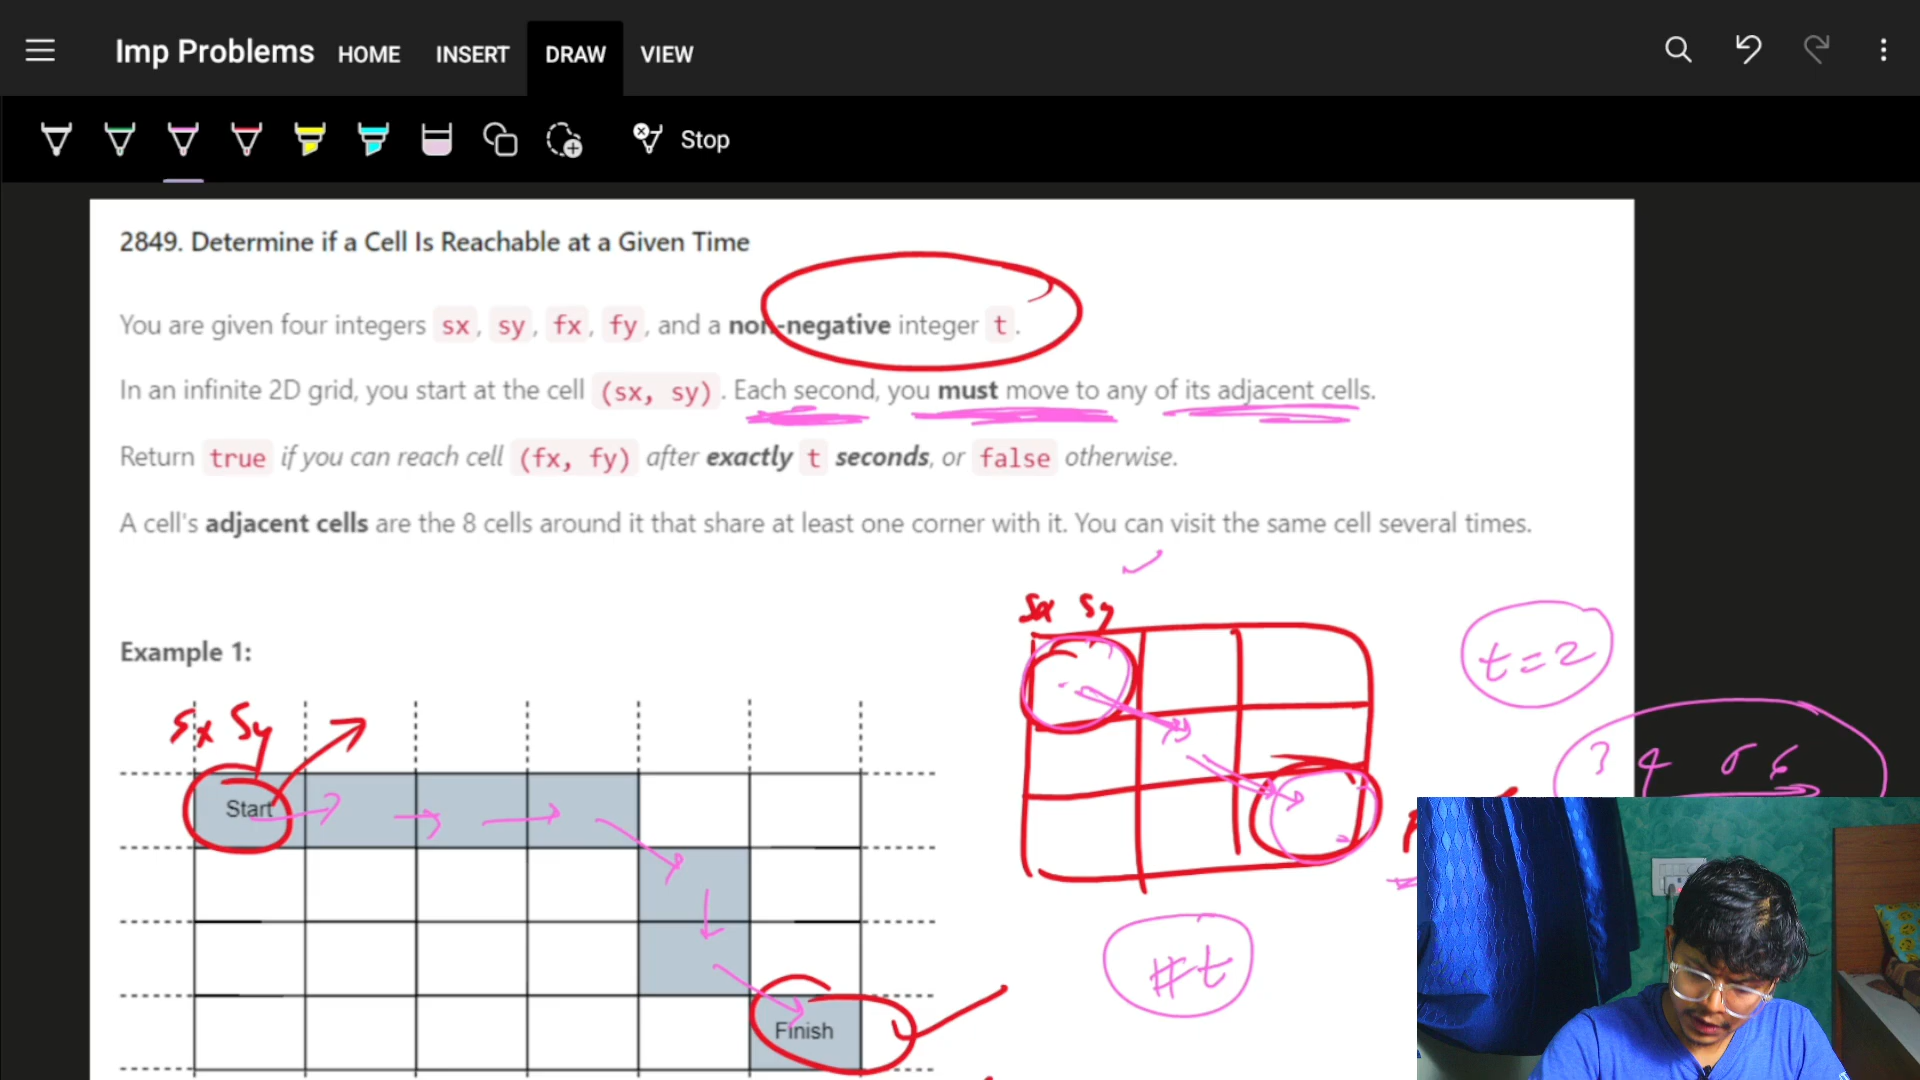 Imp Problems HOME INSERT DRAW VIEW
Stop
2849. Determine if a Cell Is Reachable at a Given Time
You are given four integers sx, sy, fx, fy, and a non-negative integer t.
In an infinite 2D grid, you start at the cell (sx, sy). Each second, you must move to any of its adjacent cells.
Return true if you can reach cell (fx, fy) after exactly t seconds, or false otherwise.
A cell's adjacent cells are the 8 cells around it that share at least one corner with it. You can visit the same cell several times.
sx sy
t=2
Example 1:
sx sy
3 4 5 6
Start
#t
Finish